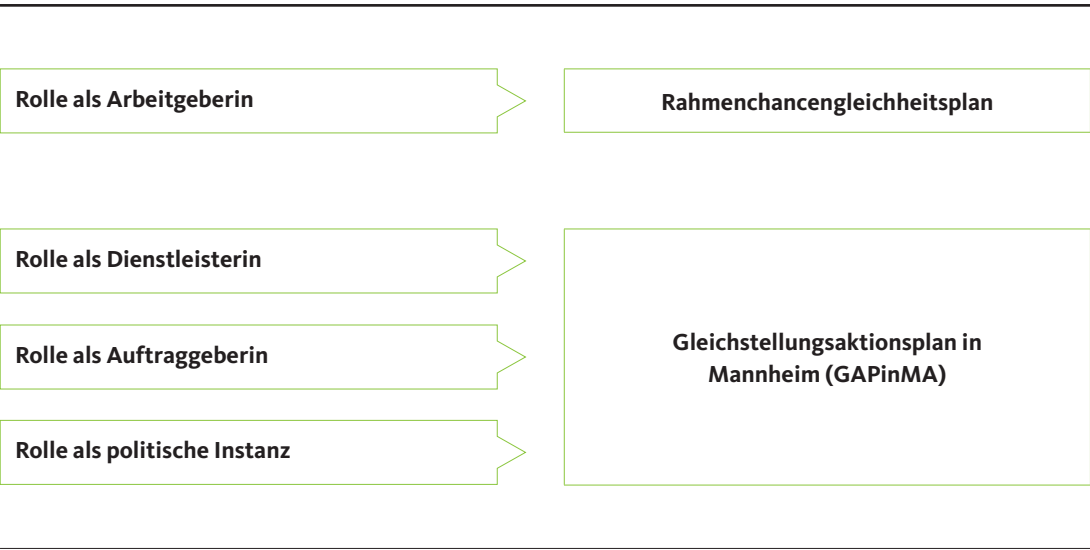 Rolle als Arbeitgeberin
Rahmenchancengleichheitsplan
Rolle als Dienstleisterin
Rolle als Auftraggeberin
Rolle als politische Instanz
Gleichstellungsaktionsplan in
Mannheim (GAPinMA)